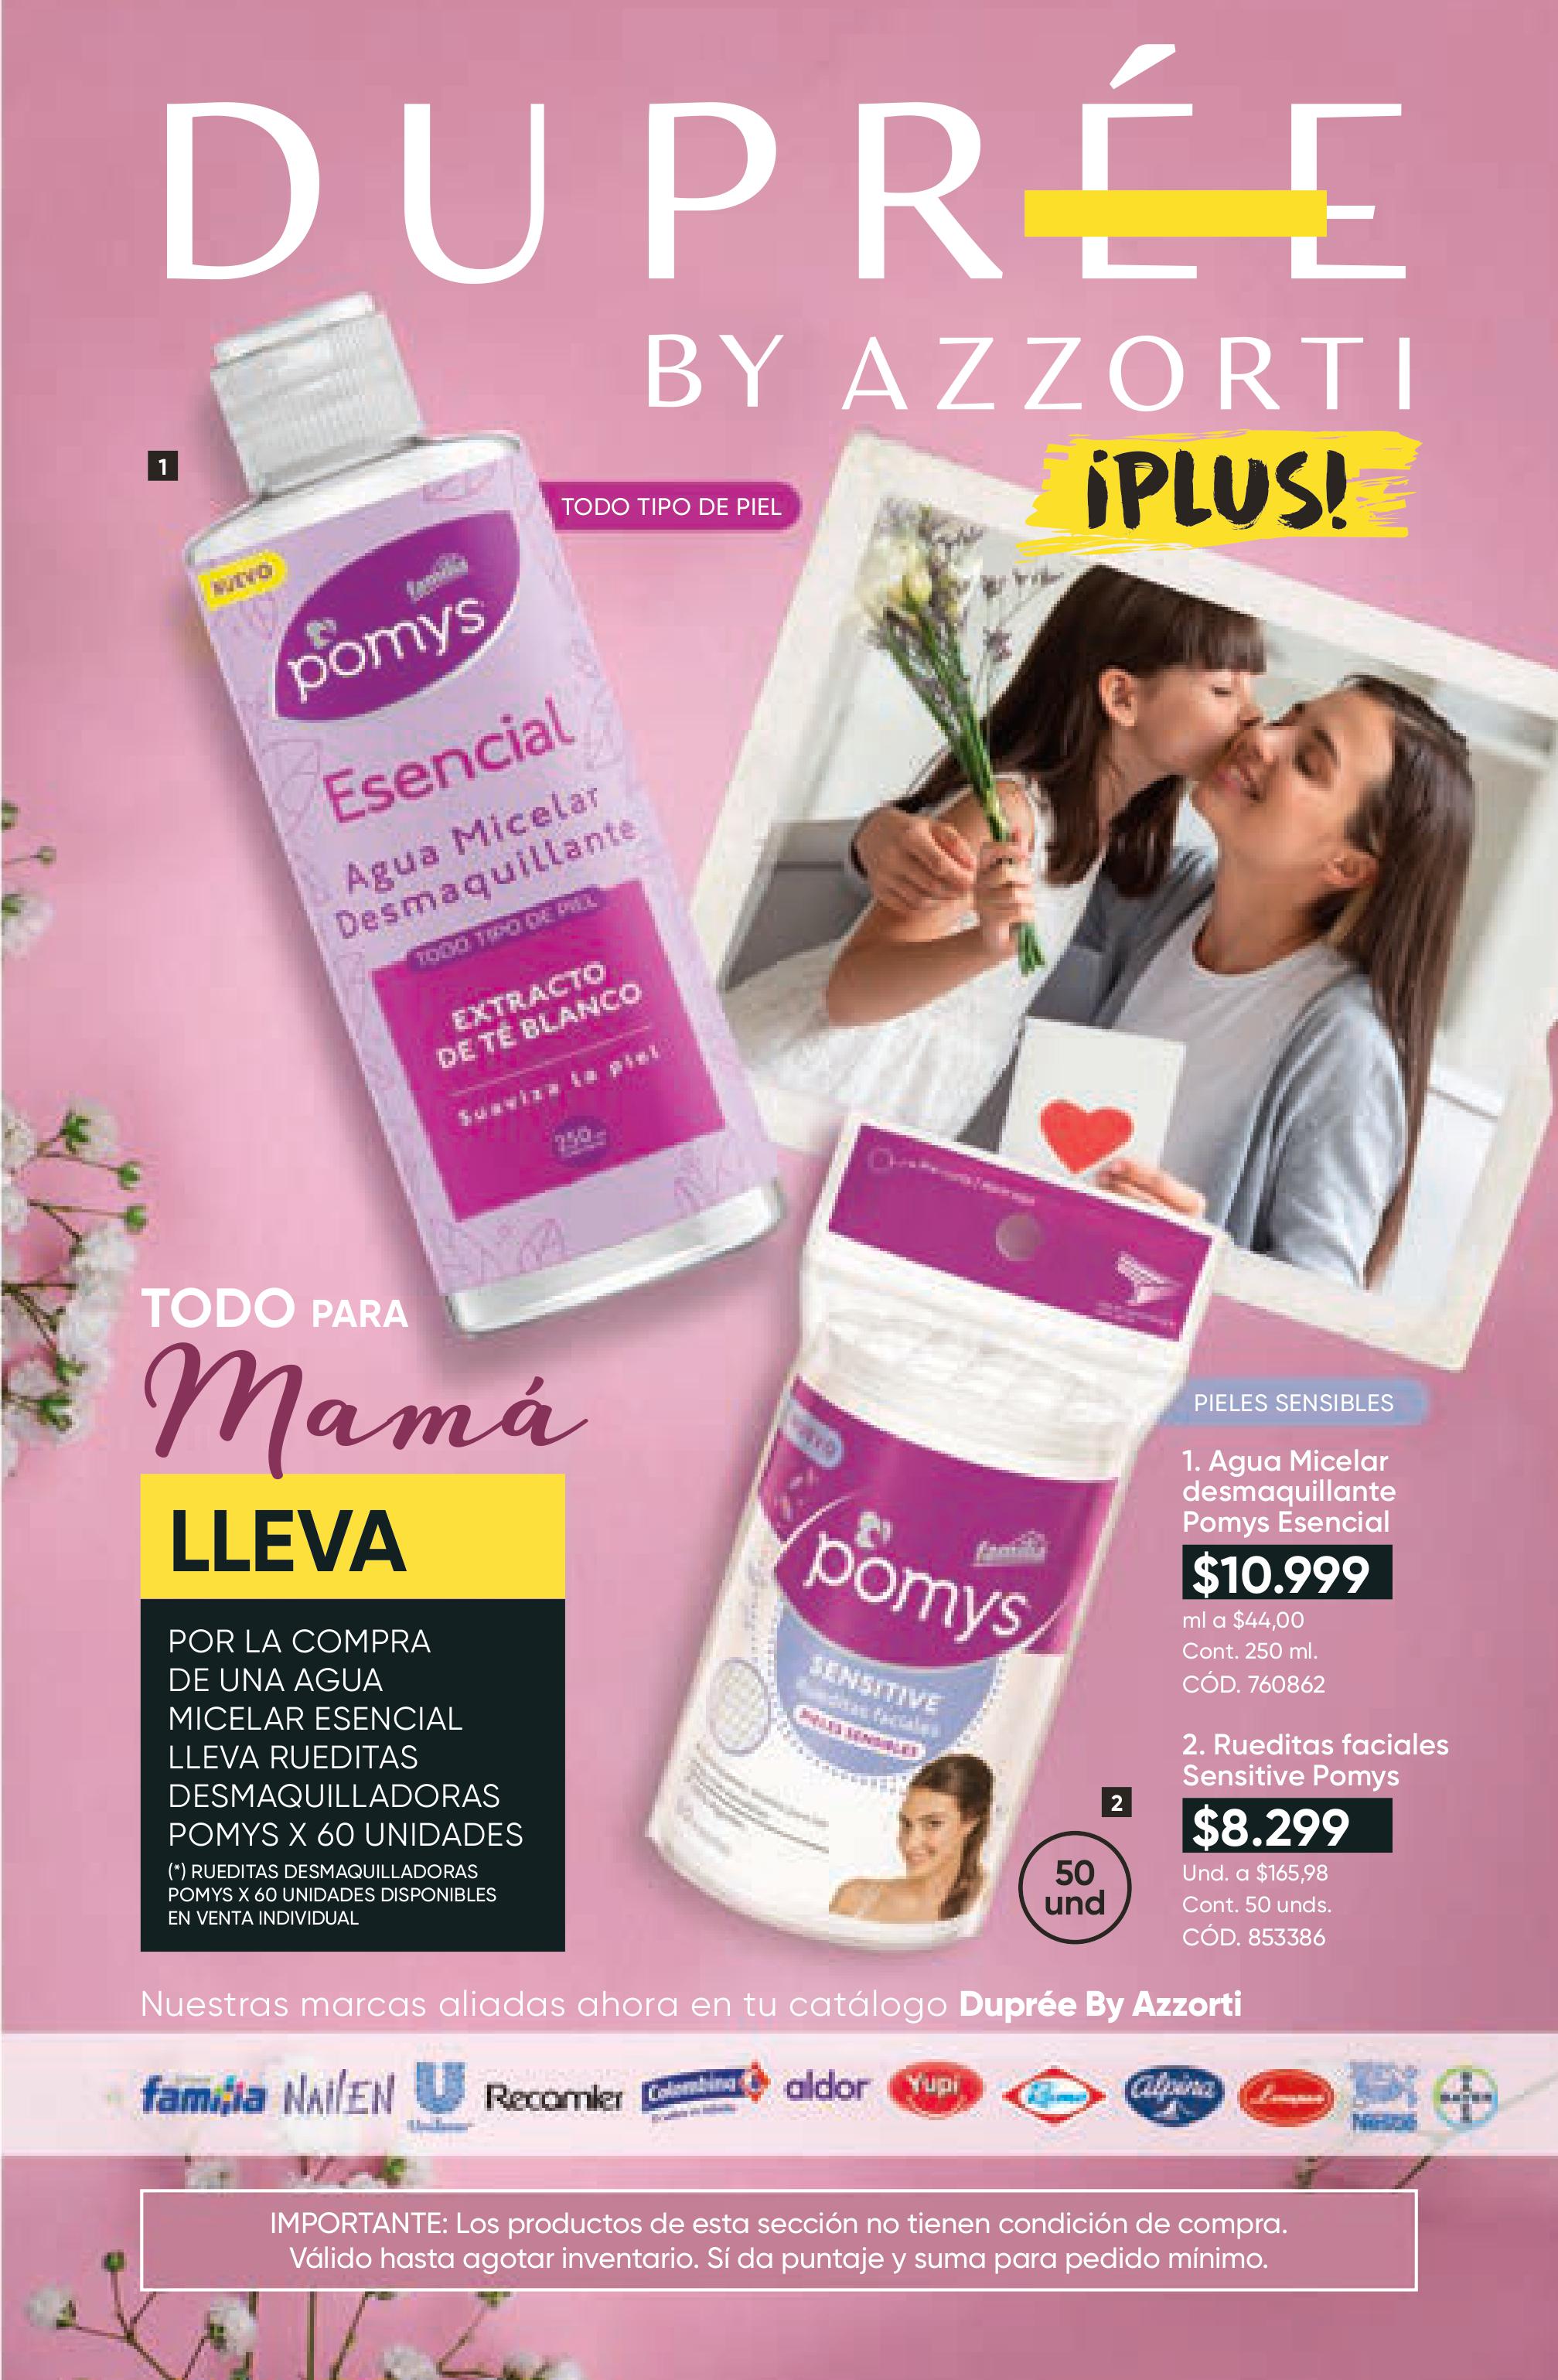 DUPRÉE
BY AZZORTI
¡PLUS!
1
TODO TIPO DE PIEL
NUEVO
familia
pomys
Esencial
Agua Micelar
Desmaquillante
TODO TIPO DE PIEL
EXTRACTO
DE TÉ BLANCO
Suaviza la piel
250
TODO PARA
Mamá
LLEVA
POR LA COMPRA
DE UNA AGUA
MICELAR ESENCIAL
LLEVA RUEDITAS
DESMAQUILLADORAS
POMYS X 60 UNIDADES
(*) RUEDITAS DESMAQUILLADORAS
POMYS X 60 UNIDADES DISPONIBLES
EN VENTA INDIVIDUAL
familia
pomys
SENSITIVE
faciales
PIELES SENSIBLES
2
50
und
PIELES SENSIBLES
1. Agua Micelar
desmaquillante
Pomys Esencial
$10.999
ml a $44,00
Cont. 250 ml.
CÓD. 760862
2. Rueditas faciales
Sensitive Pomys
$8.299
Und. a $165,98
Cont. 50 unds.
CÓD. 853386
Nuestras marcas aliadas ahora en tu catálogo Duprée By Azzorti
familia NAILEN Unilever Recamier Colombina aldor Yupi Alpina Nestlé BAYER
IMPORTANTE: Los productos de esta sección no tienen condición de compra.
Válido hasta agotar inventario. Sí da puntaje y suma para pedido mínimo.